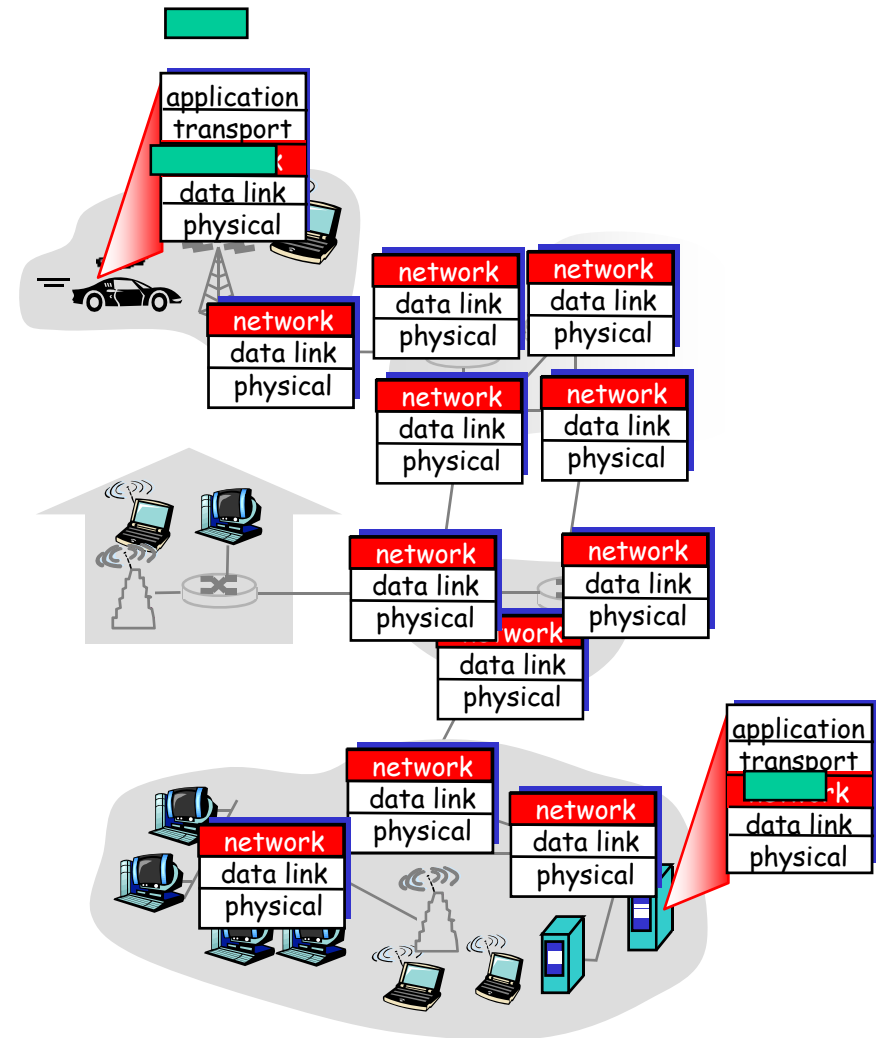 application
transport
data link
physical
network
data link
physical
network
data link
physical
network
data link
physical
network
data link
physical
network
data link
physical
network
data link
physical
network
data link
physical
work
data link
physical
application
transport
data link
physical
network
data link
physical
network
data link
physical
network
data link
physical